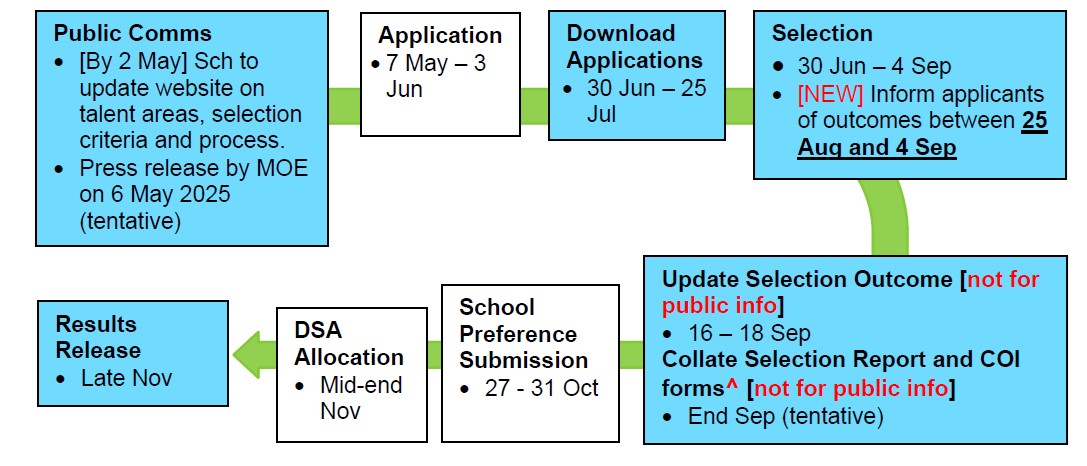 Public Comms
• [By 2 May] Sch to
update website on
talent areas, selection
criteria and process.
• Press release by MOE
on 6 May 2025
(tentative)
Application
• 7 May – 3
Jun
Download
Applications
• 30 Jun – 25
Jul
Selection
• 30 Jun – 4 Sep
• [NEW] Inform applicants
of outcomes between 25
Aug and 4 Sep
Update Selection Outcome [not for
public info]
• 16 – 18 Sep
Collate Selection Report and COI
forms^ [not for public info]
• End Sep (tentative)
School
Preference
Submission
• 27 - 31 Oct
DSA
Allocation
• Mid-end
Nov
Results
Release
• Late Nov